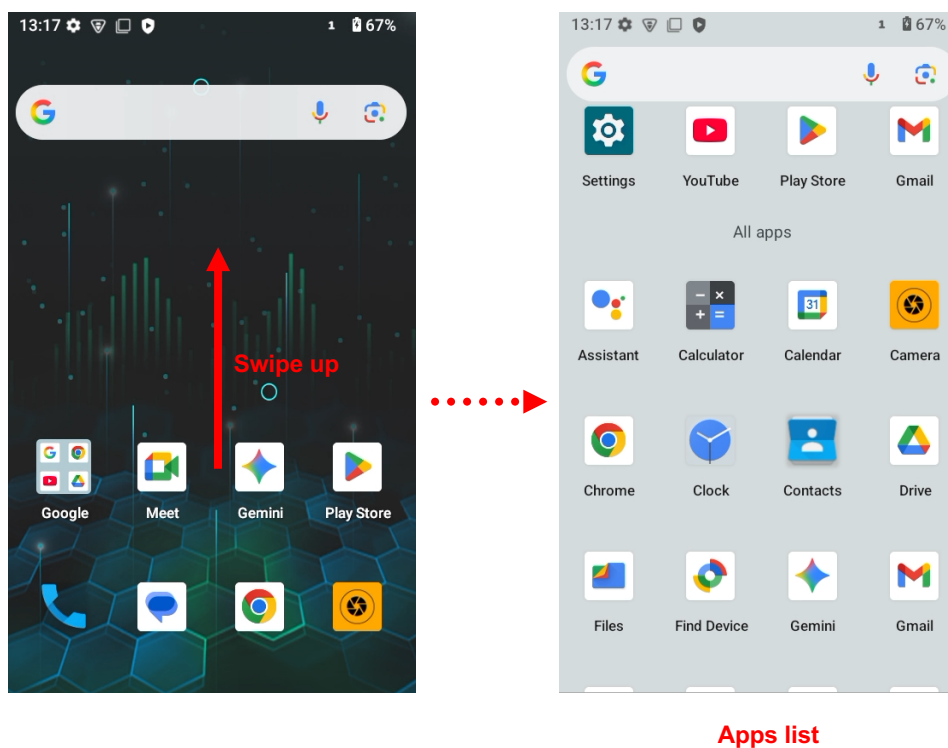 13:17 1 67%
Swipe up
Google Meet Gemini Play Store
13:17 1 67%
Settings YouTube Play Store Gmail
All apps
31
Assistant Calculator Calendar Camera
Chrome Clock Contacts Drive
Files Find Device Gemini Gmail
Apps list